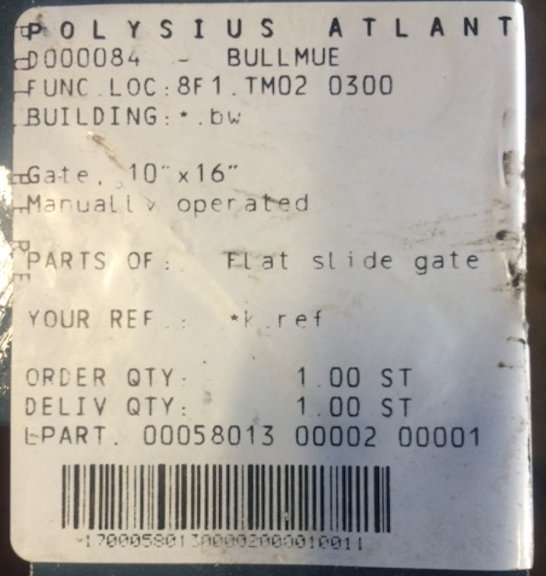 POLYSIUS ATLANT
D000084 - BULLMUE
FUNC.LOC:8F1.TM02 0300
BUILDING:*.bw
Gate, 10"x16"
Manually operated
PARTS OF: Flat slide gate
YOUR REF.: *k.ref
ORDER QTY: 1.00 ST
DELIV QTY: 1.00 ST
PART. 00058013 00002 00001